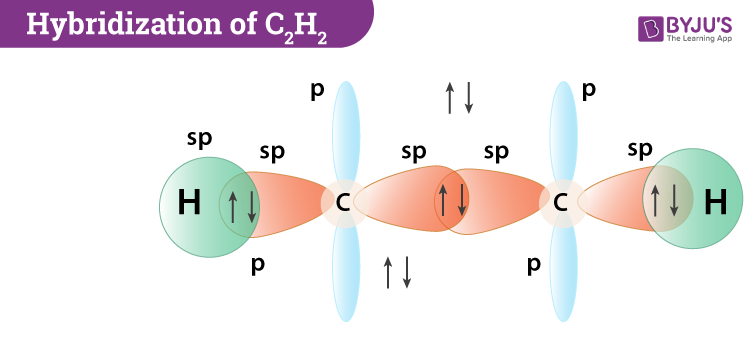 Hybridization of C₂H₂
BYJU'S
The Learning App
p
p
sp
sp
sp
sp
sp
H
C
C
H
p
p